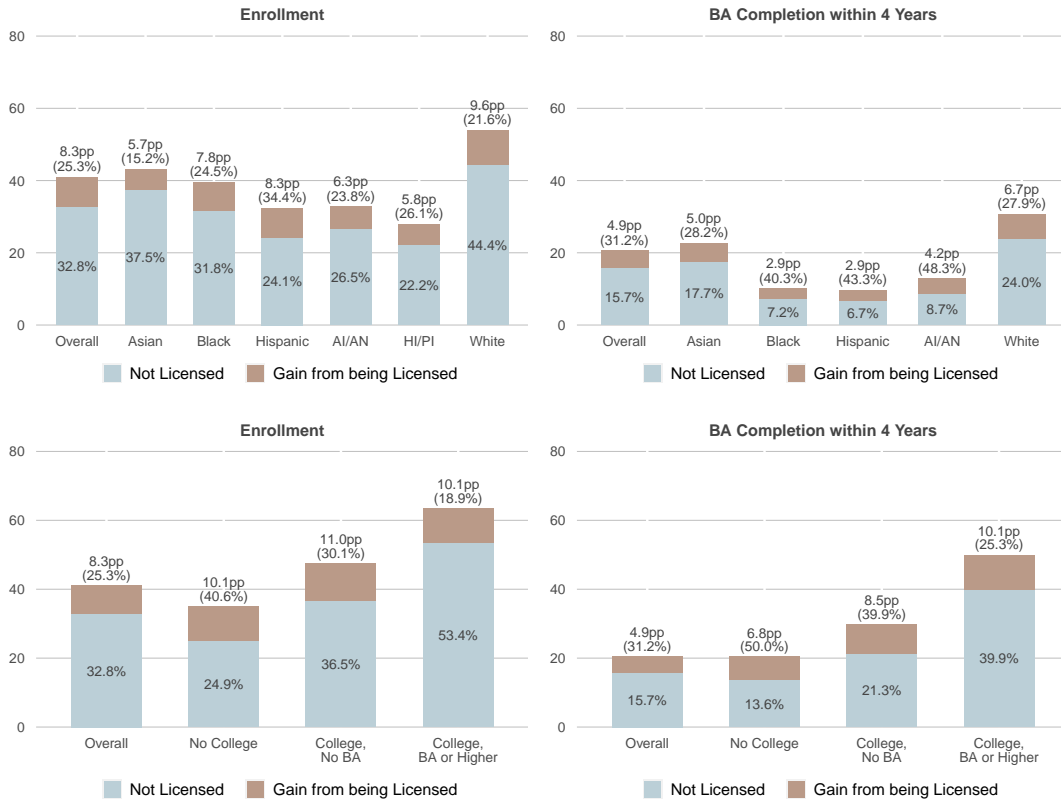 Enrollment
80
60
40
20
0
8.3pp
(25.3%)
5.7pp
(15.2%)
7.8pp
(24.5%)
8.3pp
(34.4%)
6.3pp
(23.8%)
5.8pp
(26.1%)
9.6pp
(21.6%)
32.8%
37.5%
31.8%
24.1%
26.5%
22.2%
44.4%
Overall
Asian
Black
Hispanic
AI/AN
HI/PI
White
Not Licensed
Gain from being Licensed
BA Completion within 4 Years
80
60
40
20
0
4.9pp
(31.2%)
5.0pp
(28.2%)
2.9pp
(40.3%)
2.9pp
(43.3%)
4.2pp
(48.3%)
6.7pp
(27.9%)
15.7%
17.7%
7.2%
6.7%
8.7%
24.0%
Overall
Asian
Black
Hispanic
AI/AN
White
Not Licensed
Gain from being Licensed
Enrollment
80
60
40
20
0
8.3pp
(25.3%)
10.1pp
(40.6%)
11.0pp
(30.1%)
10.1pp
(18.9%)
32.8%
24.9%
36.5%
53.4%
Overall
No College
College,
No BA
College,
BA or Higher
Not Licensed
Gain from being Licensed
BA Completion within 4 Years
80
60
40
20
0
4.9pp
(31.2%)
6.8pp
(50.0%)
8.5pp
(39.9%)
10.1pp
(25.3%)
15.7%
13.6%
21.3%
39.9%
Overall
No College
College,
No BA
College,
BA or Higher
Not Licensed
Gain from being Licensed